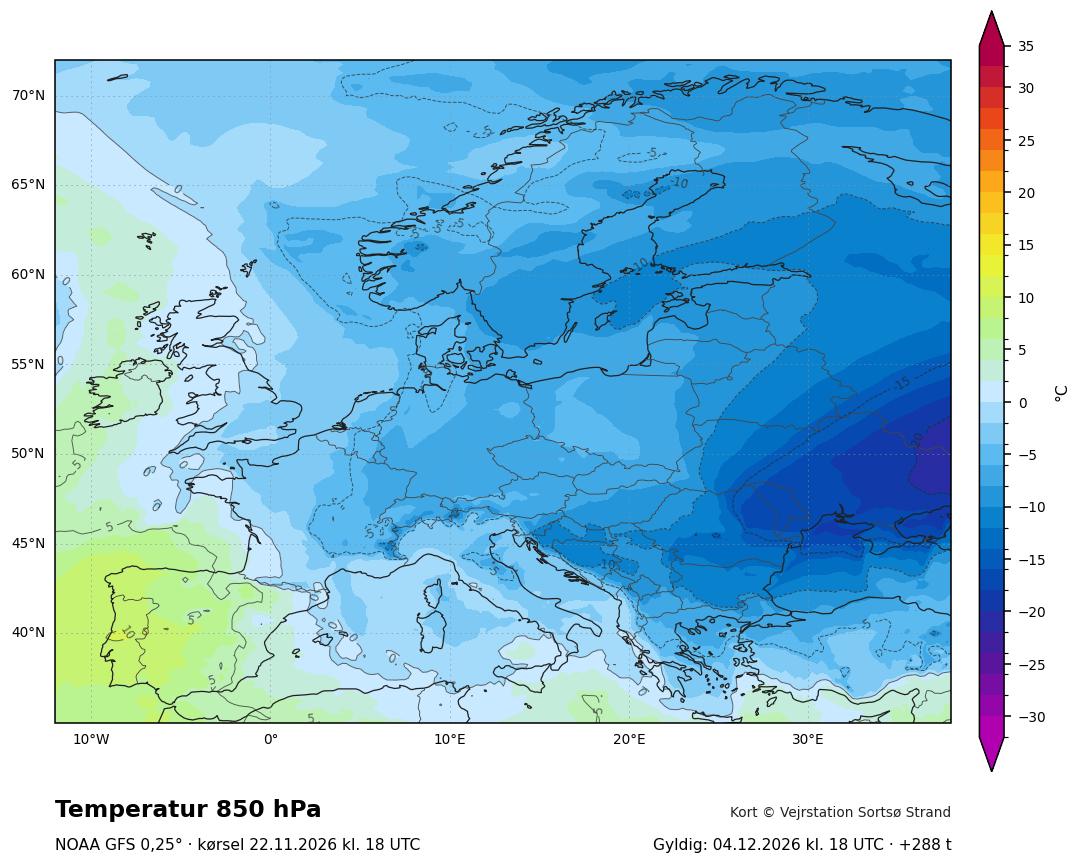 70°N
65°N
60°N
55°N
50°N
45°N
40°N
10°W
0°
10°E
20°E
30°E
35
30
25
20
15
10
5
0
−5
−10
−15
−20
−25
−30
°C
Temperatur 850 hPa
Kort © Vejrstation Sortsø Strand
NOAA GFS 0,25° · kørsel 22.11.2026 kl. 18 UTC
Gyldig: 04.12.2026 kl. 18 UTC · +288 t